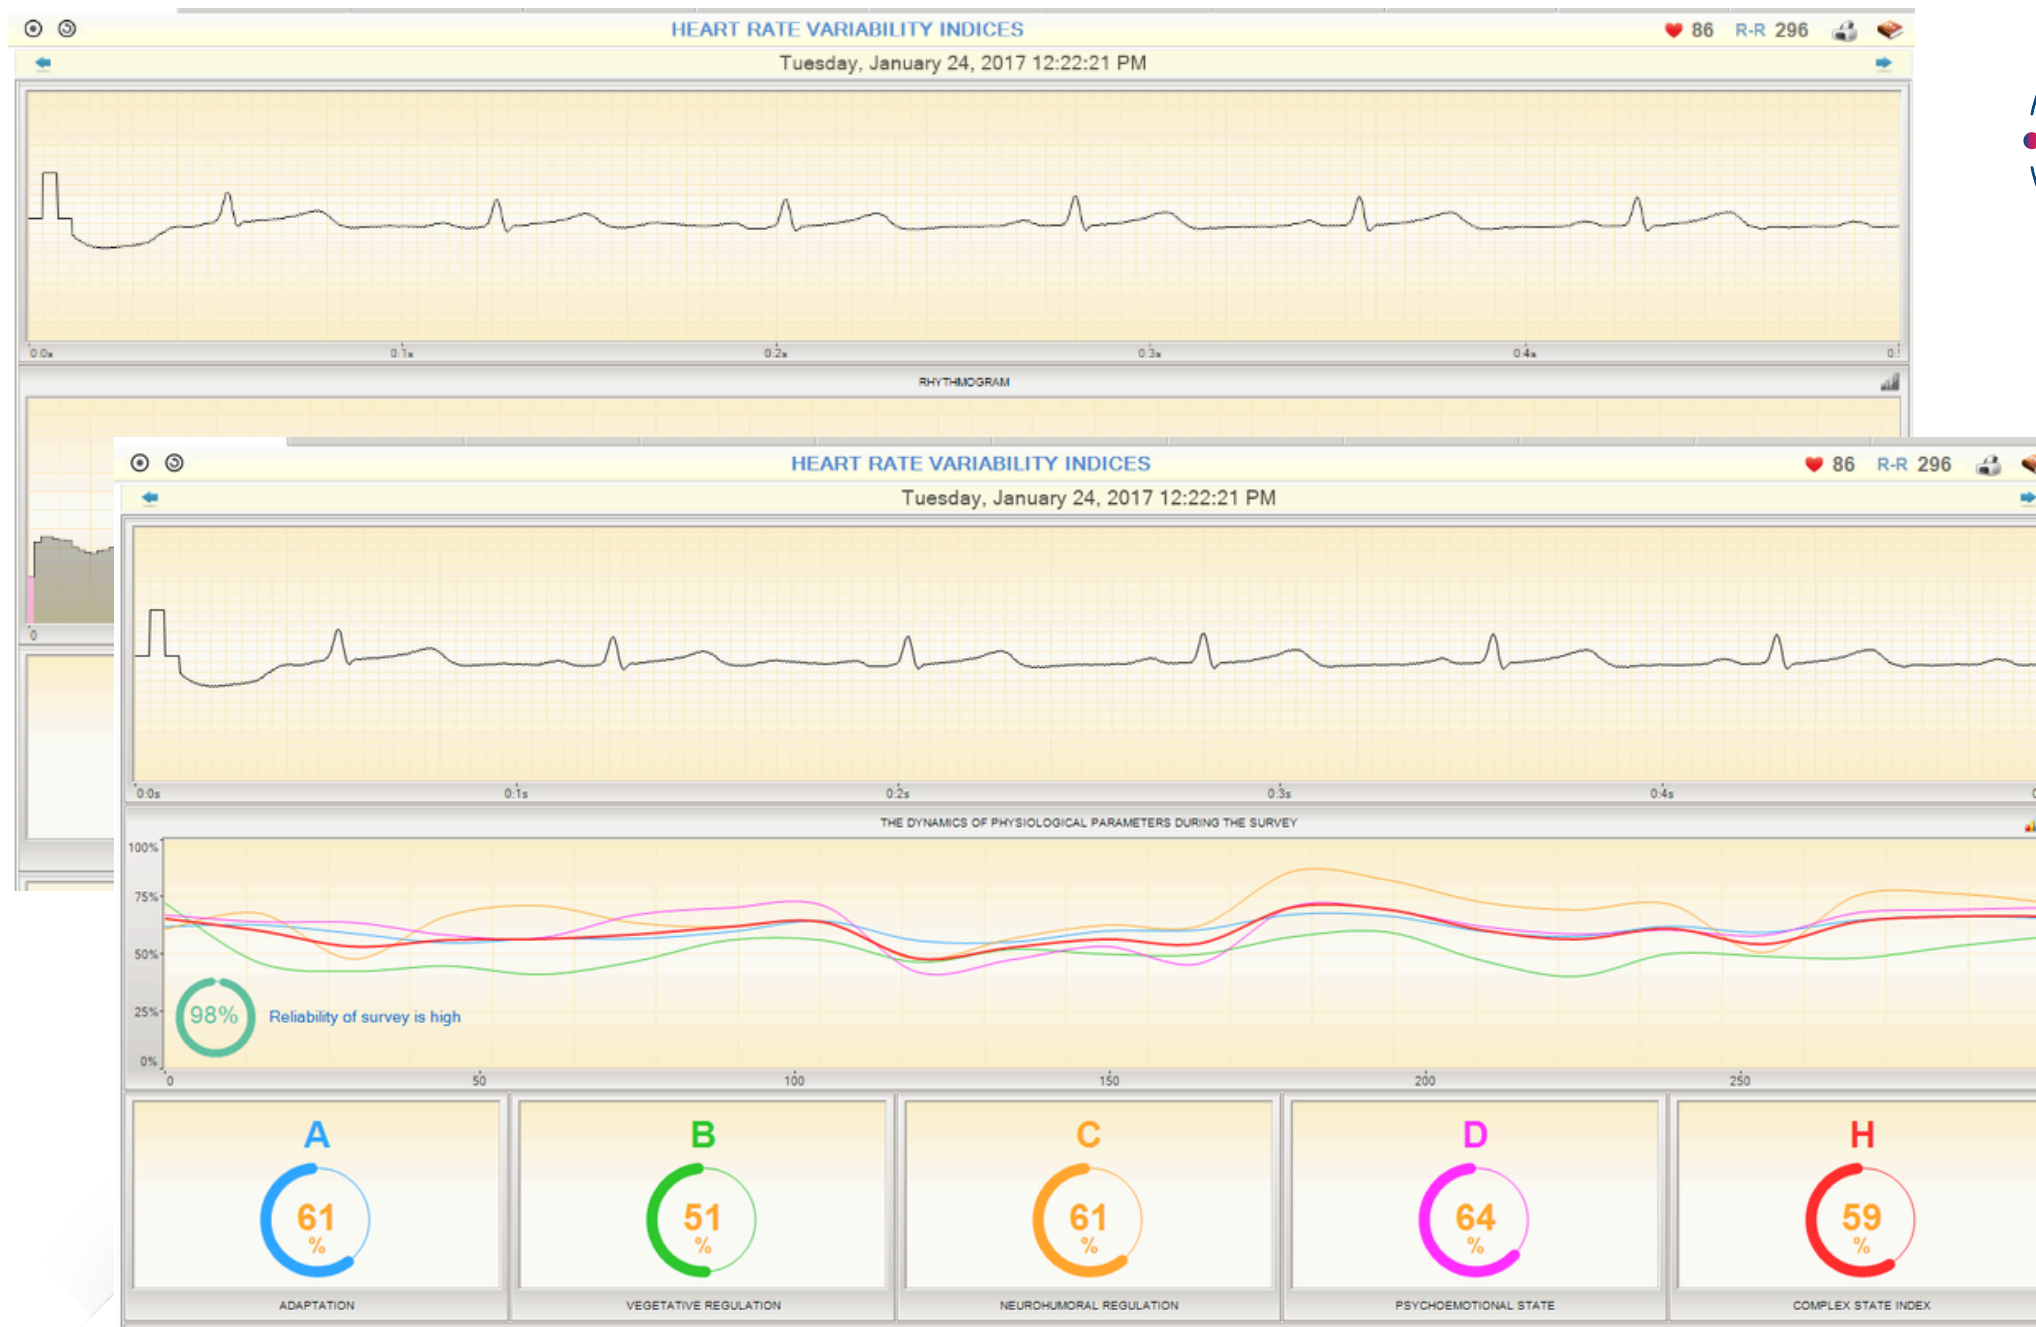 HEART RATE VARIABILITY INDICES
86 R-R 296
Tuesday, January 24, 2017 12:22:21 PM
0:0s 0:1s 0:2s 0:3s 0:4s 0:
RHYTHMOGRAM
0
HEART RATE VARIABILITY INDICES
86 R-R 296
Tuesday, January 24, 2017 12:22:21 PM
0:0s 0:1s 0:2s 0:3s 0:4s
THE DYNAMICS OF PHYSIOLOGICAL PARAMETERS DURING THE SURVEY
100%
75%
50%
25%
0%
98% Reliability of survey is high
0 50 100 150 200 250
A B C D H
61 51 61 64 59
% % % % %
ADAPTATION VEGETATIVE REGULATION NEUROHUMORAL REGULATION PSYCHOEMOTIONAL STATE COMPLEX STATE INDEX